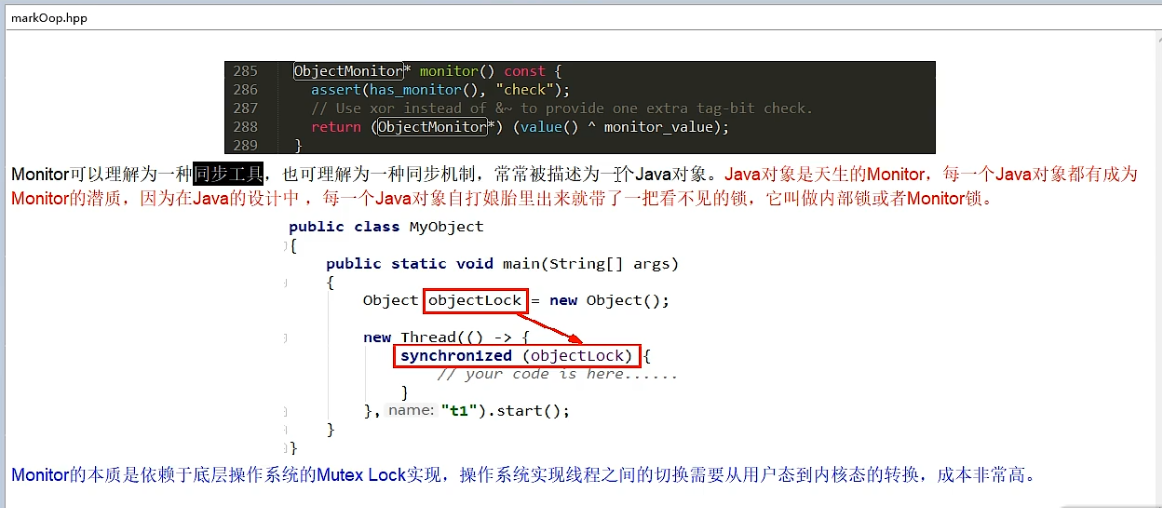 markOop.hpp
285 ObjectMonitor* monitor() const {
286 assert(has_monitor(), "check");
287 // Use xor instead of &~ to provide one extra tag-bit check.
288 return (ObjectMonitor*) (value() ^ monitor_value);
289 }
Monitor可以理解为一种同步工具，也可理解为一种同步机制，常常被描述为一个Java对象。Java对象是天生的Monitor，每一个Java对象都有成为
Monitor的潜质，因为在Java的设计中 ，每一个Java对象自打娘胎里出来就带了一把看不见的锁，它叫做内部锁或者Monitor锁。
public class MyObject
{
public static void main(String[] args)
{
Object objectLock = new Object();
new Thread(() -> {
synchronized (objectLock) {
// your code is here......
}
}, name: "t1").start();
}
}
Monitor的本质是依赖于底层操作系统的Mutex Lock实现，操作系统实现线程之间的切换需要从用户态到内核态的转换，成本非常高。